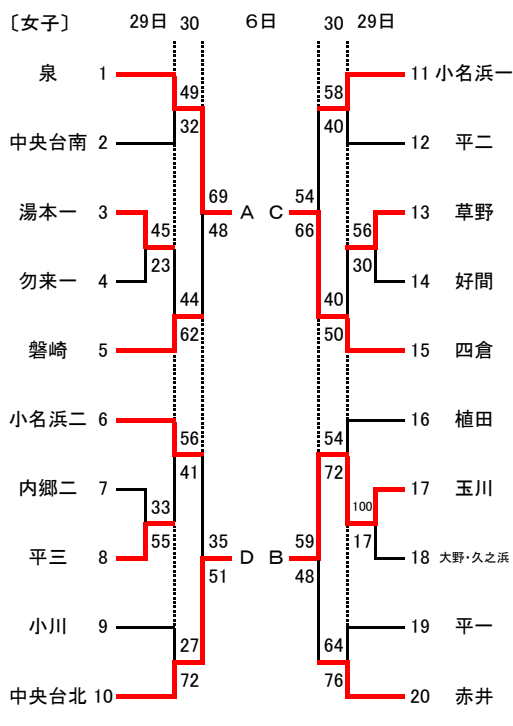 〔女子〕 29日 30 6日 30 29日
泉 1 11 小名浜一
49 58
32 40
中央台南 2 12 平二
69 54
湯本一 3 A C 13 草野
45 48 66 56
23 30
勿来一 4 14 好間
44 40
62 50
磐崎 5 15 四倉
小名浜二 6 16 植田
56 54
41 72
内郷二 7 17 玉川
33 100
55 35 59 17
平三 8 D B 18 大野・久之浜
51 48
小川 9 19 平一
27 64
72 76
中央台北 10 20 赤井